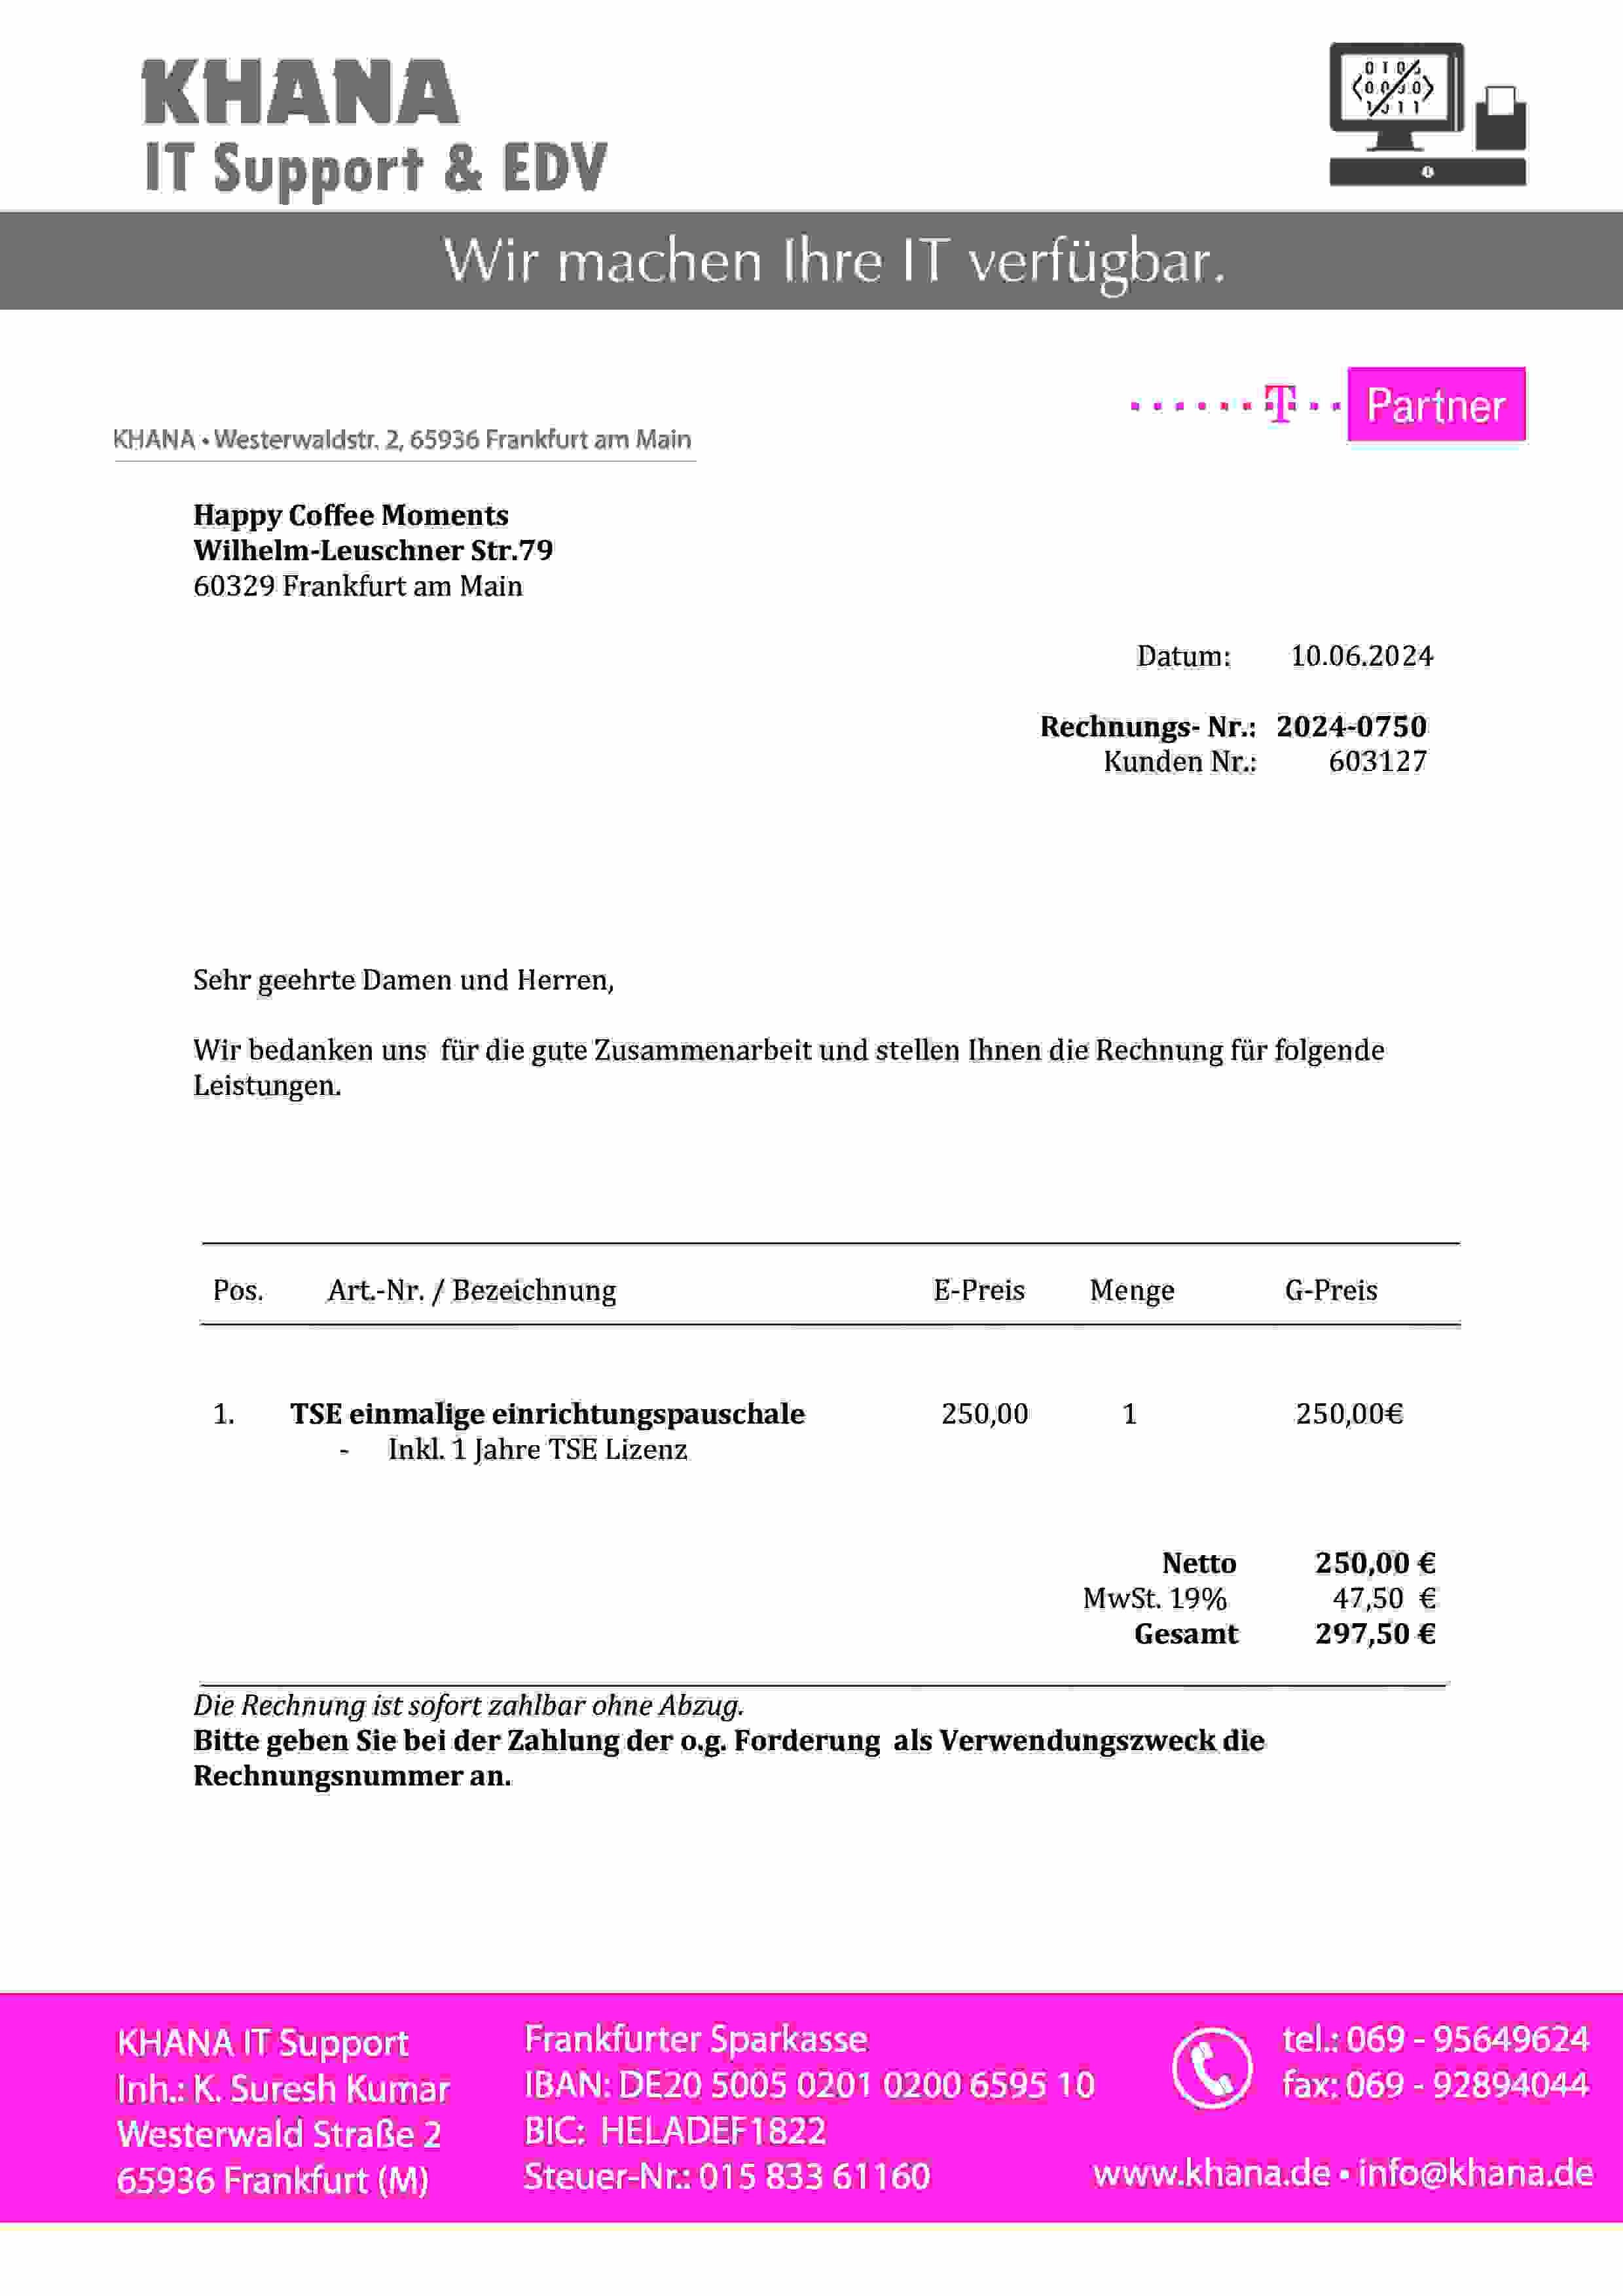 KHANA
IT Support & EDV
Wir machen Ihre IT verfügbar.
T Partner
KHANA • Westerwaldstr. 2, 65936 Frankfurt am Main
Happy Coffee Moments
Wilhelm-Leuschner Str.79
60329 Frankfurt am Main
Datum: 10.06.2024
Rechnungs- Nr.: 2024-0750
Kunden Nr.: 603127
Sehr geehrte Damen und Herren,
Wir bedanken uns für die gute Zusammenarbeit und stellen Ihnen die Rechnung für folgende
Leistungen.
Pos. Art.-Nr. / Bezeichnung E-Preis Menge G-Preis
1. TSE einmalige einrichtungspauschale 250,00 1 250,00€
- Inkl. 1 Jahre TSE Lizenz
Netto 250,00 €
MwSt. 19% 47,50 €
Gesamt 297,50 €
Die Rechnung ist sofort zahlbar ohne Abzug.
Bitte geben Sie bei der Zahlung der o.g. Forderung als Verwendungszweck die
Rechnungsnummer an.
KHANA IT Support
Inh.: K. Suresh Kumar
Westerwald Straße 2
65936 Frankfurt (M)
Frankfurter Sparkasse
IBAN: DE20 5005 0201 0200 6595 10
BIC: HELADEF1822
Steuer-Nr.: 015 833 61160
tel.: 069 - 95649624
fax: 069 - 92894044
www.khana.de • info@khana.de